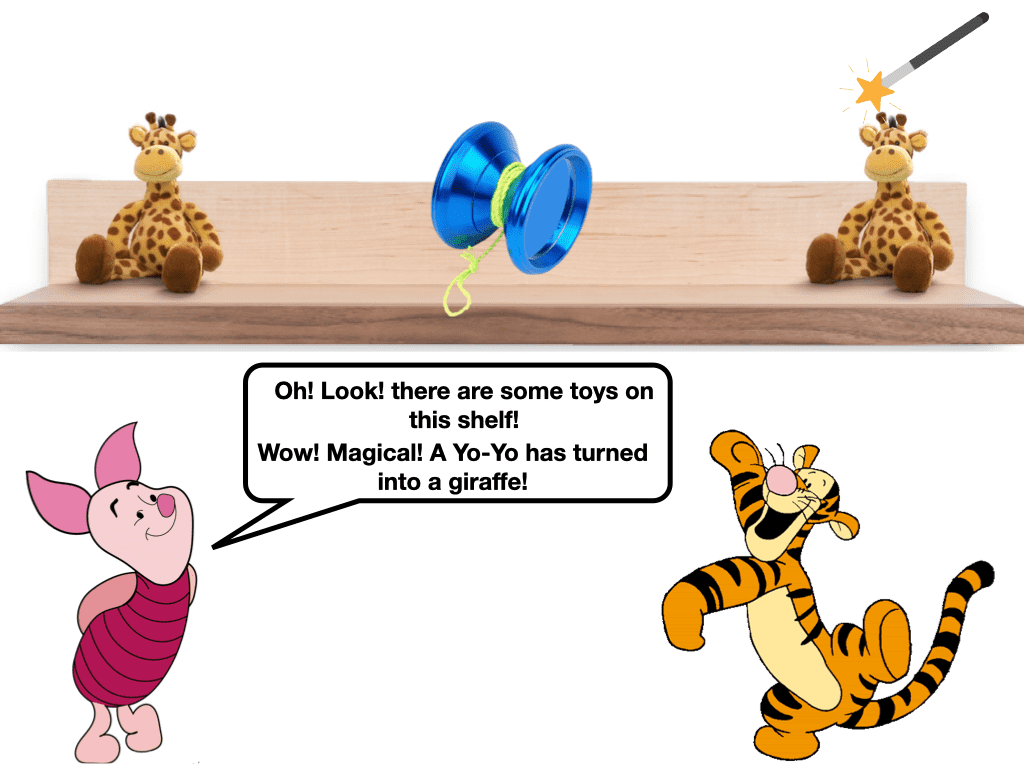 Oh! Look! there are some toys on
this shelf!
Wow! Magical! A Yo-Yo has turned
into a giraffe!